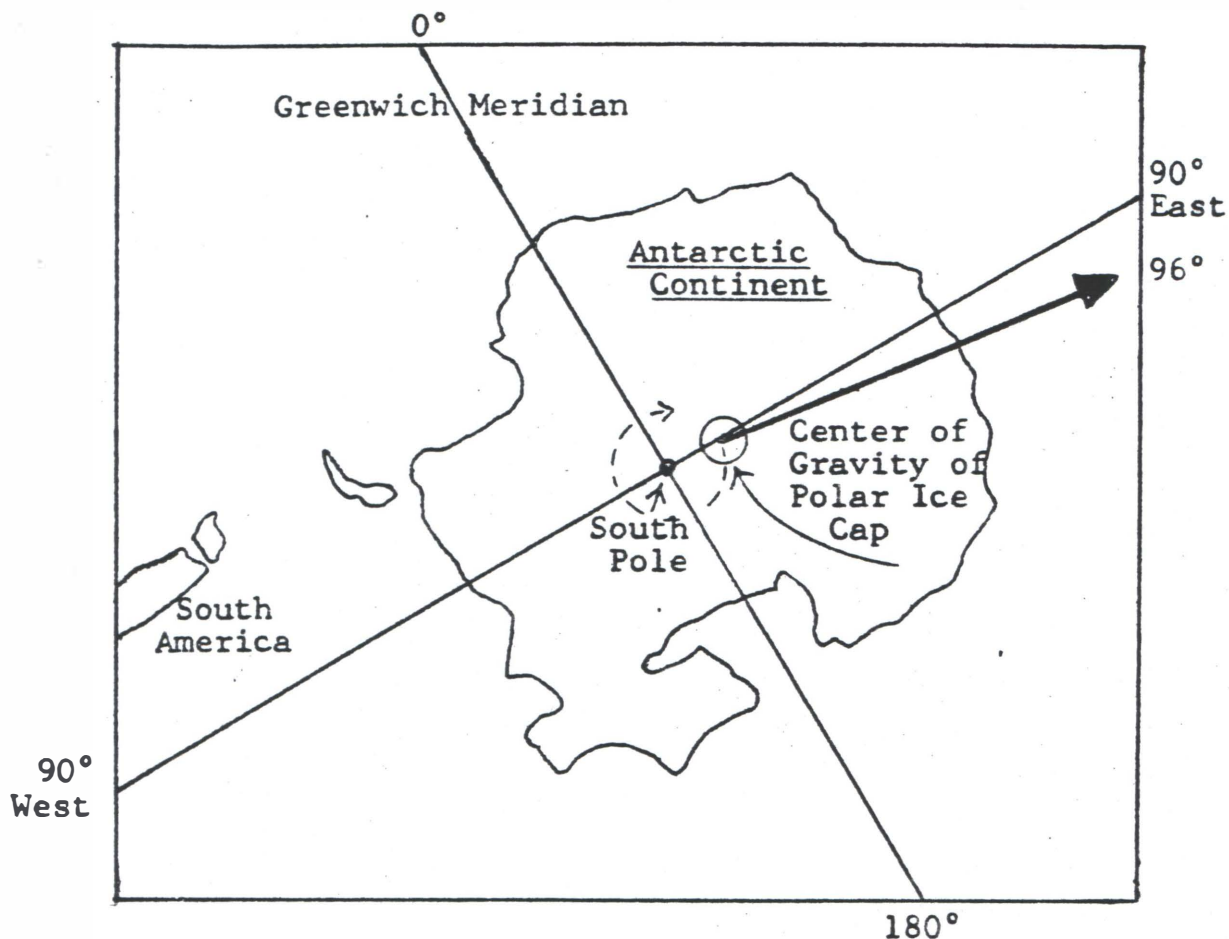 0°
Greenwich Meridian
90°
East
Antarctic
Continent
96°
Center of
Gravity of
Polar Ice
Cap
South
Pole
South
America
90°
West
180°